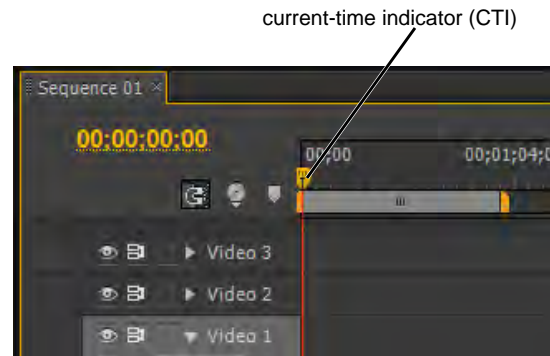 current-time indicator (CTI)
Sequence 01 ×
00;00;00;00
00;00 00;01;04;0
Video 3
Video 2
Video 1